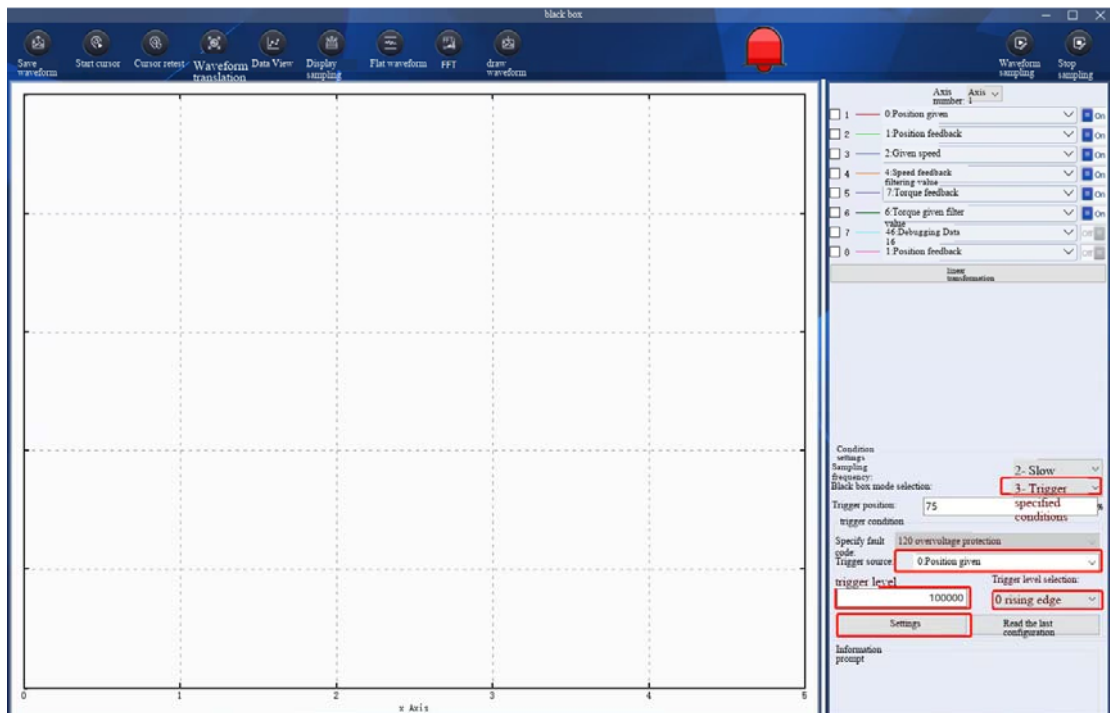 black box
Save
waveform
Start cursor
Cursor retest
Waveform
translation
Data View
Display
sampling
Flat waveform
FFT
draw
waveform
Waveform
sampling
Stop
sampling
Axis
number:
Axis
1
1 0:Position given On
2 1:Position feedback On
3 2:Given speed On
4 4:Speed feedback
filtering value On
5 7:Torque feedback On
6 6:Torque given filter
value On
7 46:Debugging Data
16 Off
0 1:Position feedback Off
linear
transformation
Condition
settings
Sampling
frequency:
2- Slow
Black box mode selection:
3- Trigger
specified
conditions
Trigger position: 75 %
trigger condition
Specify fault
code:
120 overvoltage protection
Trigger source: 0:Position given
trigger level
Trigger level selection:
100000
0 rising edge
Settings
Read the last
configuration
Information
prompt
0 1 2 3 4 5
x Axis